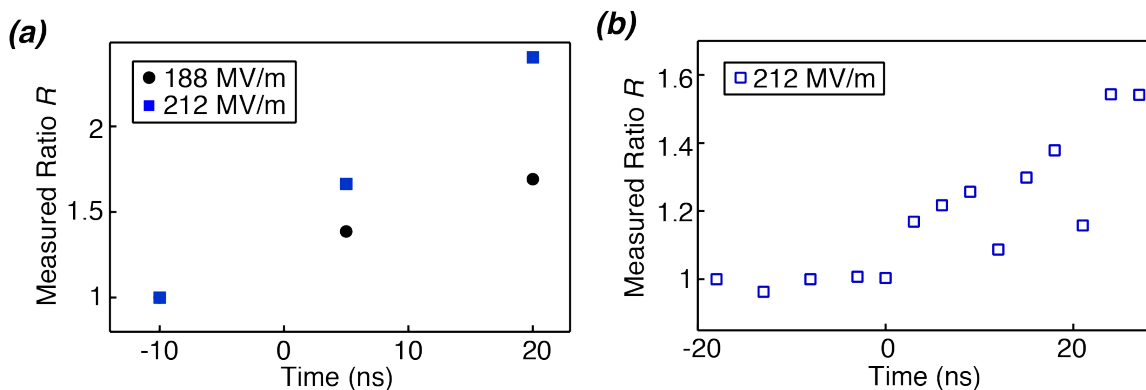 (a)
188 MV/m
212 MV/m
2
1.5
1
Measured Ratio R
-10
0
10
20
Time (ns)
(b)
212 MV/m
1.6
1.4
1.2
1
Measured Ratio R
-20
0
20
Time (ns)